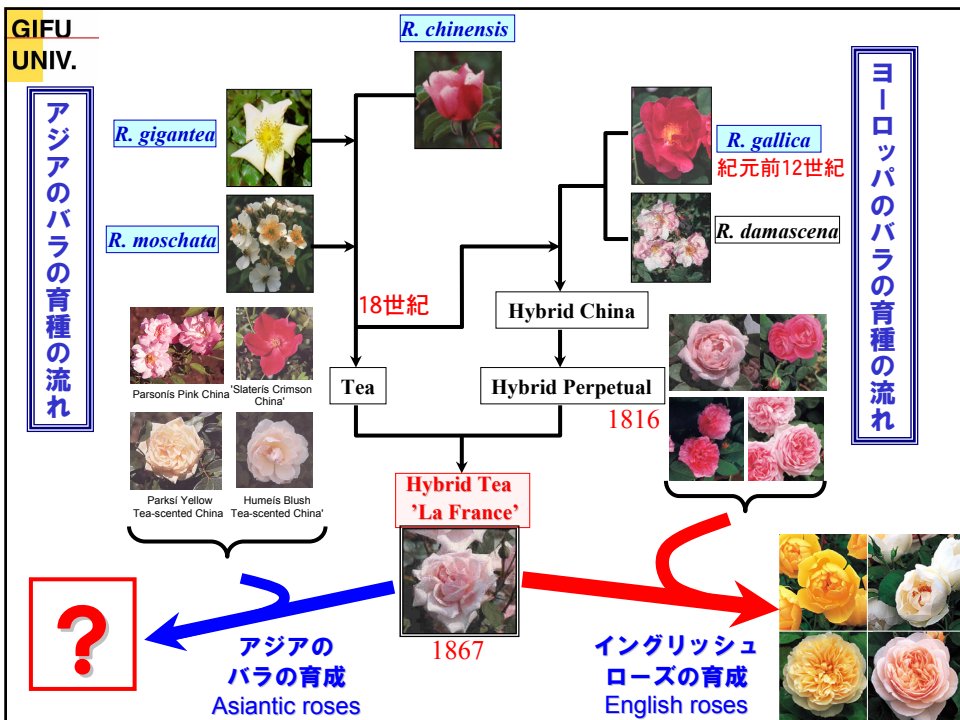 GIFU
UNIV.
R. chinensis
アジアのバラの育種の流れ
ヨーロッパのバラの育種の流れ
R. gigantea
R. gallica
紀元前12世紀
R. moschata
R. damascena
18世紀
Hybrid China
Parsonís Pink China
'Slaterís Crimson
China'
Tea
Hybrid Perpetual
1816
Parksí Yellow
Tea-scented China
Humeís Blush
Tea-scented China'
Hybrid Tea
’La France’
?
1867
アジアの
バラの育成
Asiantic roses
イングリッシュ
ローズの育成
English roses